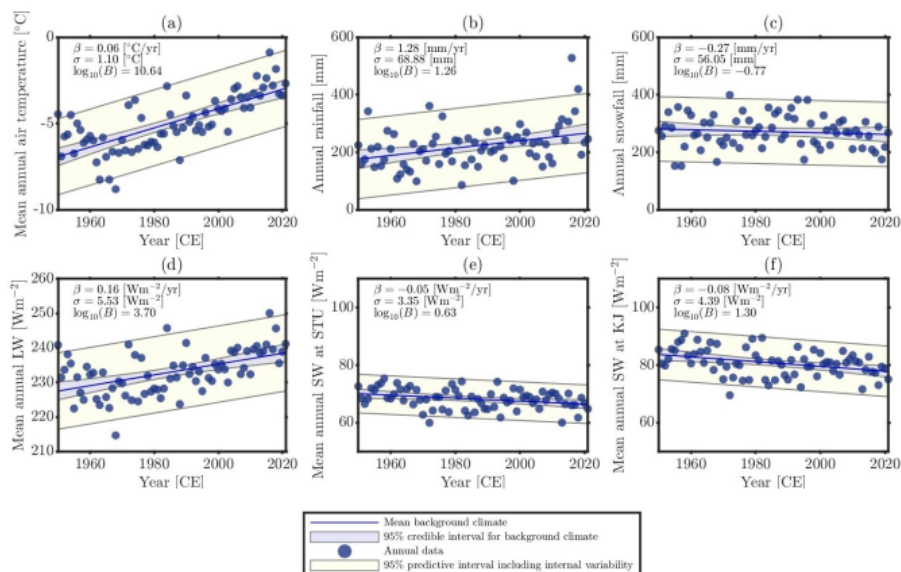 (a)
Mean annual air temperature [°C]
β = 0.06 [°C/yr]
σ = 1.10 [°C]
log₁₀(B) = 10.64
0
-5
-10
1960 1980 2000 2020
Year [CE]
(b)
Annual rainfall [mm]
β = 1.28 [mm/yr]
σ = 68.88 [mm]
log₁₀(B) = 1.26
600
400
200
0
1960 1980 2000 2020
Year [CE]
(c)
Annual snowfall [mm]
β = −0.27 [mm/yr]
σ = 56.05 [mm]
log₁₀(B) = −0.77
600
400
200
0
1960 1980 2000 2020
Year [CE]
(d)
Mean annual LW [Wm⁻²]
β = 0.16 [Wm⁻²/yr]
σ = 5.53 [Wm⁻²]
log₁₀(B) = 3.70
260
250
240
230
220
210
1960 1980 2000 2020
Year [CE]
(e)
Mean annual SW at STU [Wm⁻²]
β = −0.05 [Wm⁻²/yr]
σ = 3.35 [Wm⁻²]
log₁₀(B) = 0.63
100
80
60
1960 1980 2000 2020
Year [CE]
(f)
Mean annual SW at KJ [Wm⁻²]
β = −0.08 [Wm⁻²/yr]
σ = 4.39 [Wm⁻²]
log₁₀(B) = 1.30
100
80
60
1960 1980 2000 2020
Year [CE]
Mean background climate
95% credible interval for background climate
Annual data
95% predictive interval including internal variability